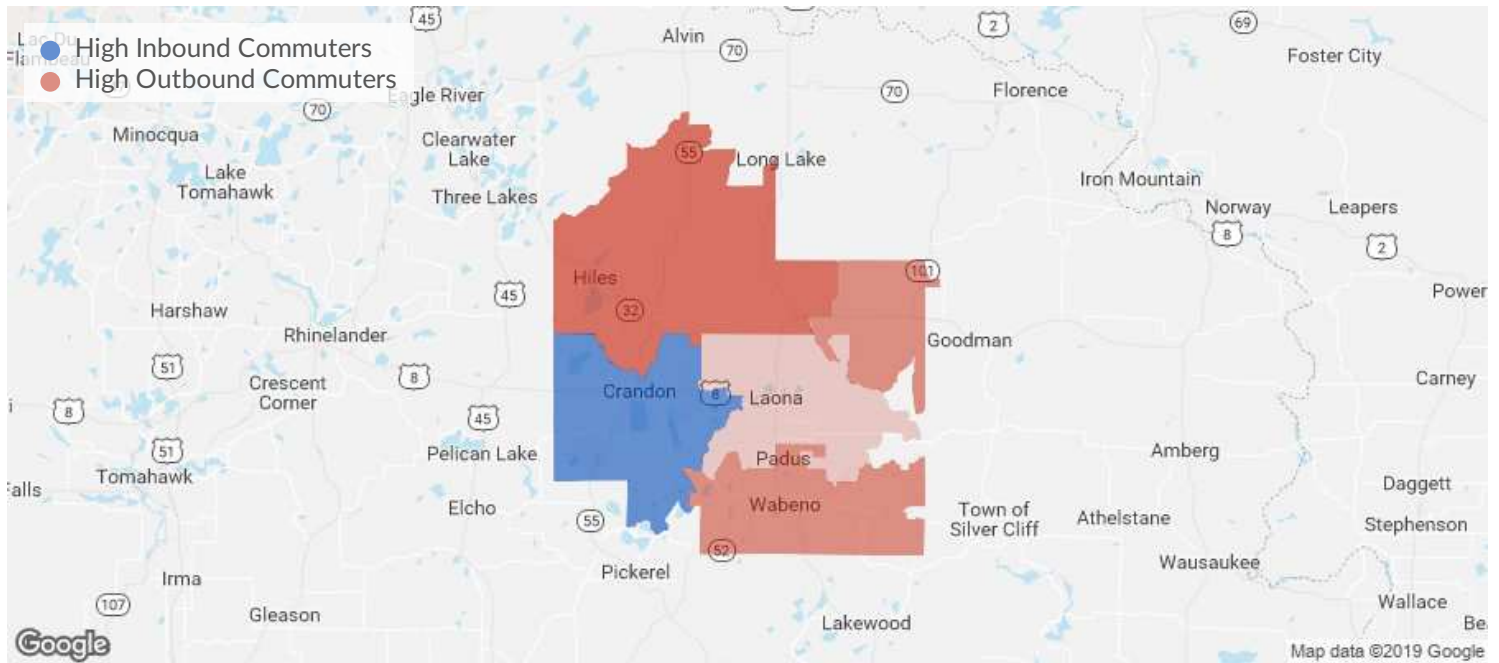 High Inbound Commuters
High Outbound Commuters
Lac Du
Flambeau
45
Alvin
70
2
69
Foster City
70
Eagle River
70
Florence
Minocqua
Clearwater
Lake
55
Long Lake
Lake
Tomahawk
Three Lakes
Iron Mountain
Norway
Leapers
8
2
Hiles
101
45
32
Power
Harshaw
Rhinelander
Goodman
51
8
Crescent
Corner
Crandon
8
Laona
Carney
8
45
51
Pelican Lake
Padus
Amberg
Tomahawk
Falls
Elcho
Wabeno
Daggett
55
Town of
Silver Cliff
Athelstane
Stephenson
52
Wausaukee
Pickerel
Irma
107
Gleason
Wallace
Lakewood
Google
Map data ©2019 Google